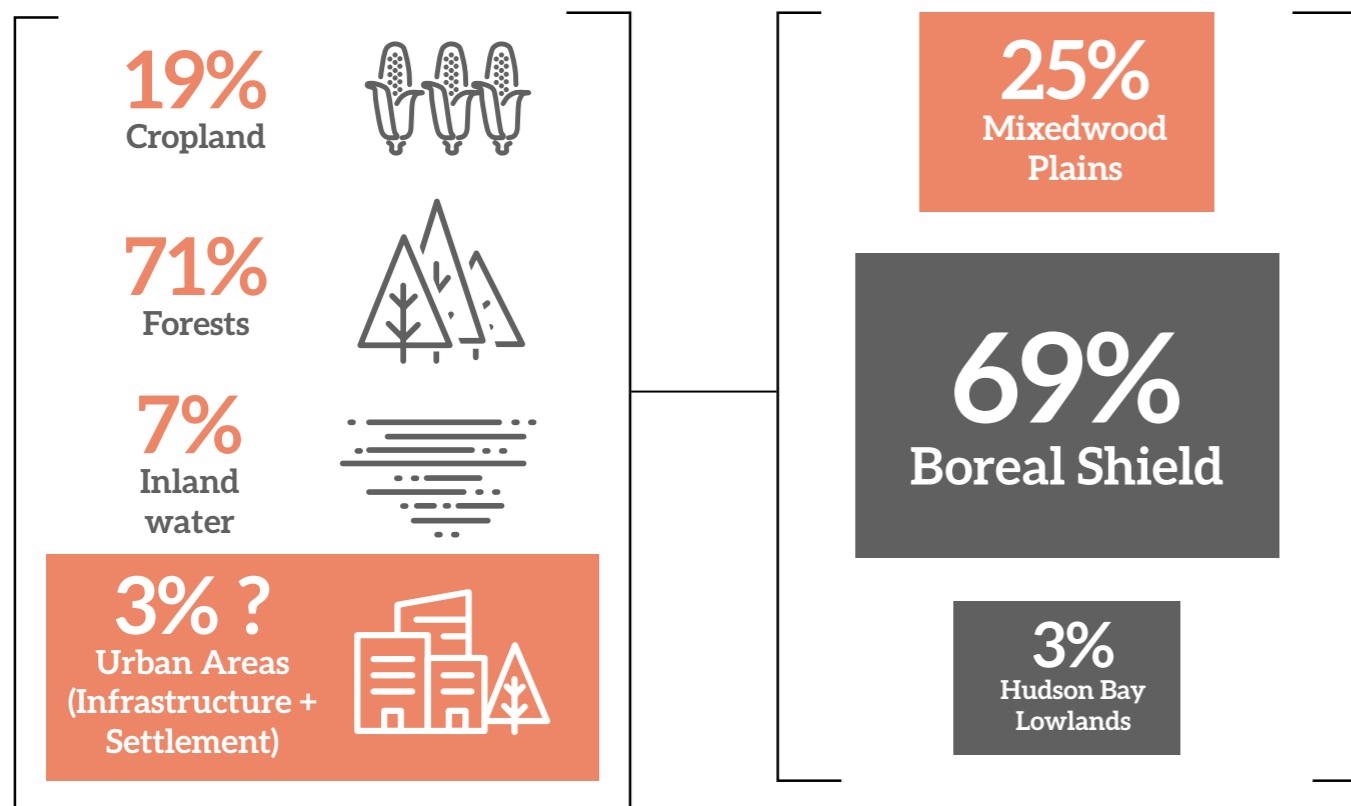 19%
Cropland
71%
Forests
7%
Inland
water
3% ?
Urban Areas
(Infrastructure +
Settlement)
25%
Mixedwood
Plains
69%
Boreal Shield
3%
Hudson Bay
Lowlands